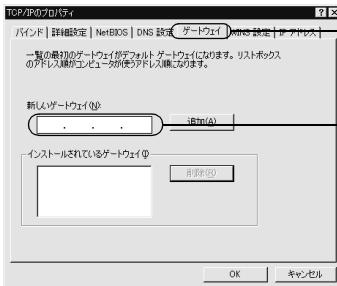 TCP/IPのプロパティ
バインド 詳細設定 NetBIOS DNS 設定 ゲートウェイ WINS 設定 IP アドレス
一覧の最初のゲートウェイがデフォルト ゲートウェイになります。リストボックス
のアドレス順がコンピュータが使うアドレス順になります。
新しいゲートウェイ(N):
追加(A)
インストールされているゲートウェイ(I)
削除(R)
OK キャンセル